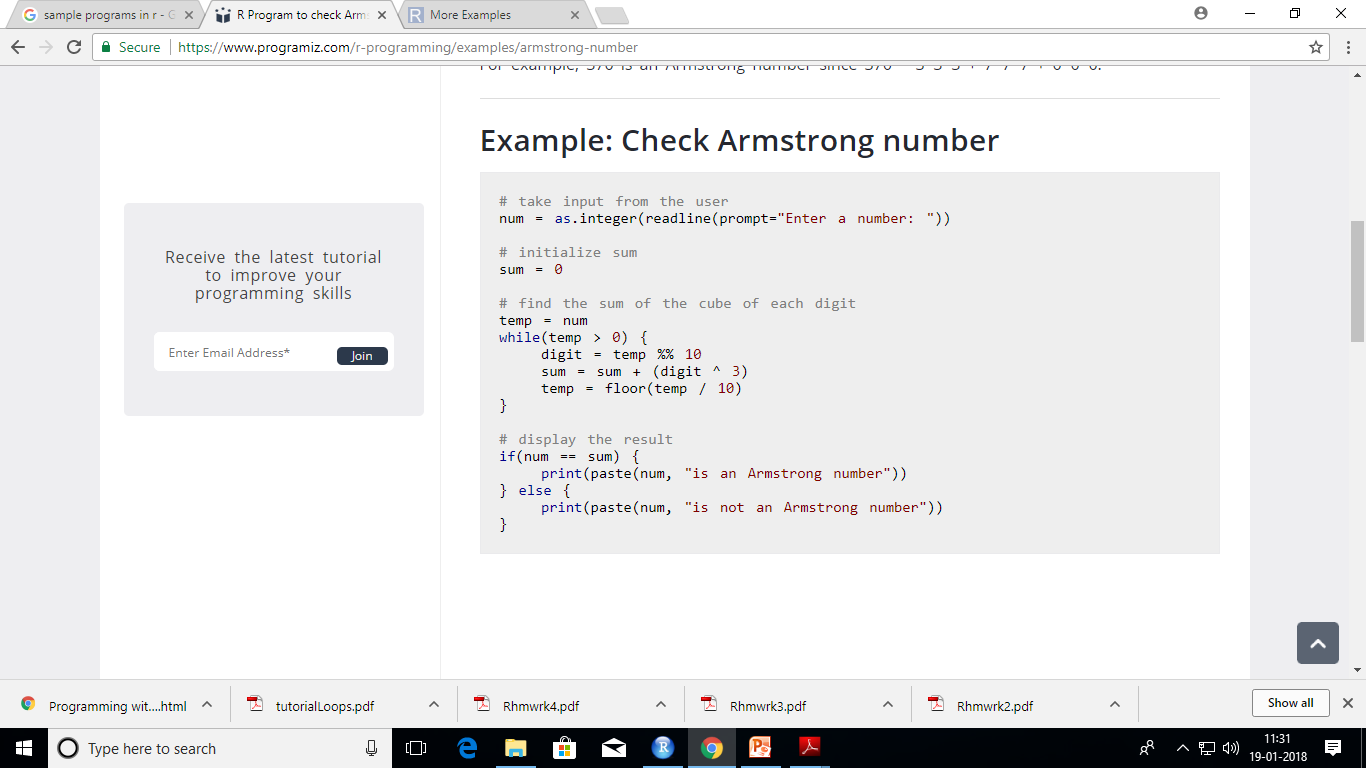 sample programs in r - G
R Program to check Arms
More Examples
Secure
https://www.programiz.com/r-programming/examples/armstrong-number
Example: Check Armstrong number
# take input from the user
num = as.integer(readline(prompt="Enter a number: "))
# initialize sum
sum = 0
# find the sum of the cube of each digit
temp = num
while(temp > 0) {
digit = temp %% 10
sum = sum + (digit ^ 3)
temp = floor(temp / 10)
}
# display the result
if(num == sum) {
print(paste(num, "is an Armstrong number"))
} else {
print(paste(num, "is not an Armstrong number"))
}
Receive the latest tutorial
to improve your
programming skills
Enter Email Address*
Join
Programming wit....html
tutorialLoops.pdf
Rhmwrk4.pdf
Rhmwrk3.pdf
Rhmwrk2.pdf
Show all
Type here to search
11:31
19-01-2018